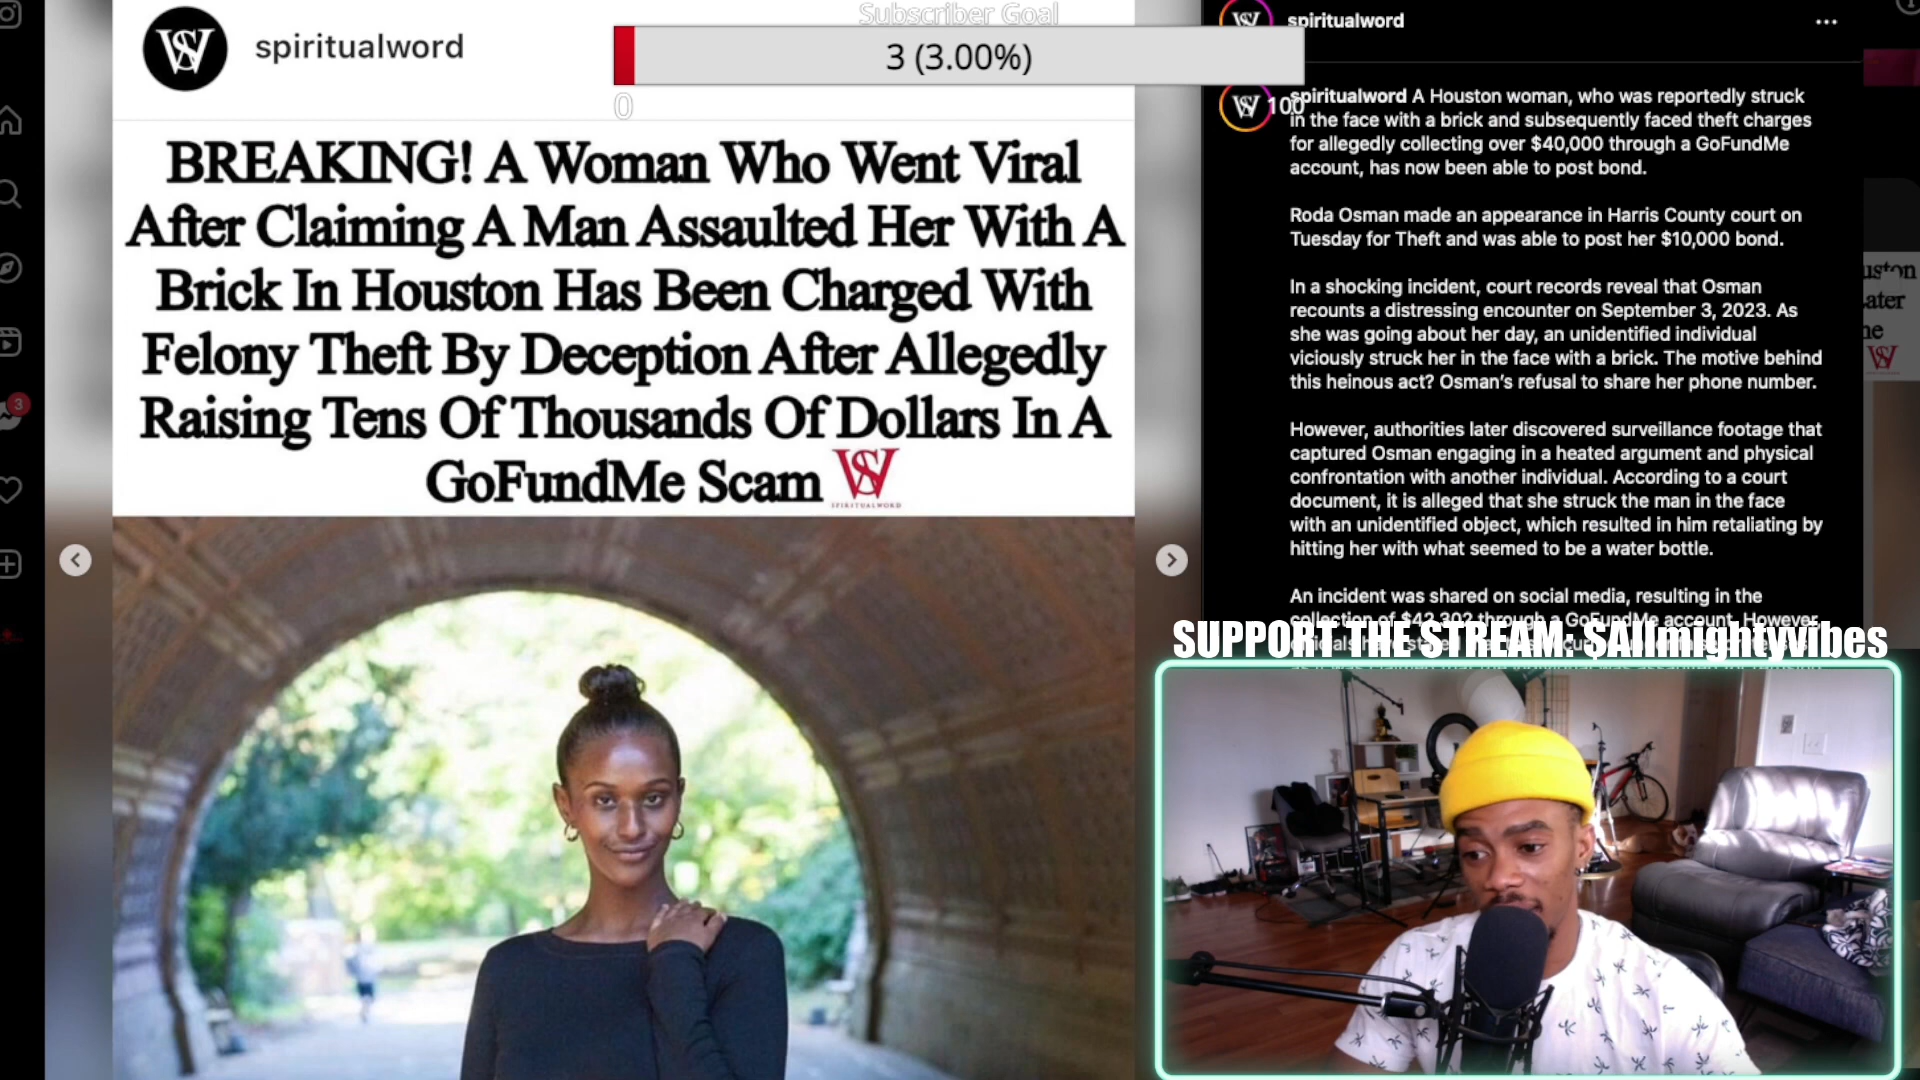 spiritualword
Subscriber Goal
3 (3.00%)
0
100
BREAKING! A Woman Who Went Viral
After Claiming A Man Assaulted Her With A
Brick In Houston Has Been Charged With
Felony Theft By Deception After Allegedly
Raising Tens Of Thousands Of Dollars In A
GoFundMe Scam
SPIRITUALWORD
3
spiritualword
spiritualword A Houston woman, who was reportedly struck
in the face with a brick and subsequently faced theft charges
for allegedly collecting over $40,000 through a GoFundMe
account, has now been able to post bond.
Roda Osman made an appearance in Harris County court on
Tuesday for Theft and was able to post her $10,000 bond.
In a shocking incident, court records reveal that Osman
recounts a distressing encounter on September 3, 2023. As
she was going about her day, an unidentified individual
viciously struck her in the face with a brick. The motive behind
this heinous act? Osman's refusal to share her phone number.
However, authorities later discovered surveillance footage that
captured Osman engaging in a heated argument and physical
confrontation with another individual. According to a court
document, it is alleged that she struck the man in the face
with an unidentified object, which resulted in him retaliating by
hitting her with what seemed to be a water bottle.
An incident was shared on social media, resulting in the
collection of $42,302 through a GoFundMe account. However,
SUPPORT THE STREAM: $Allmightyvibes